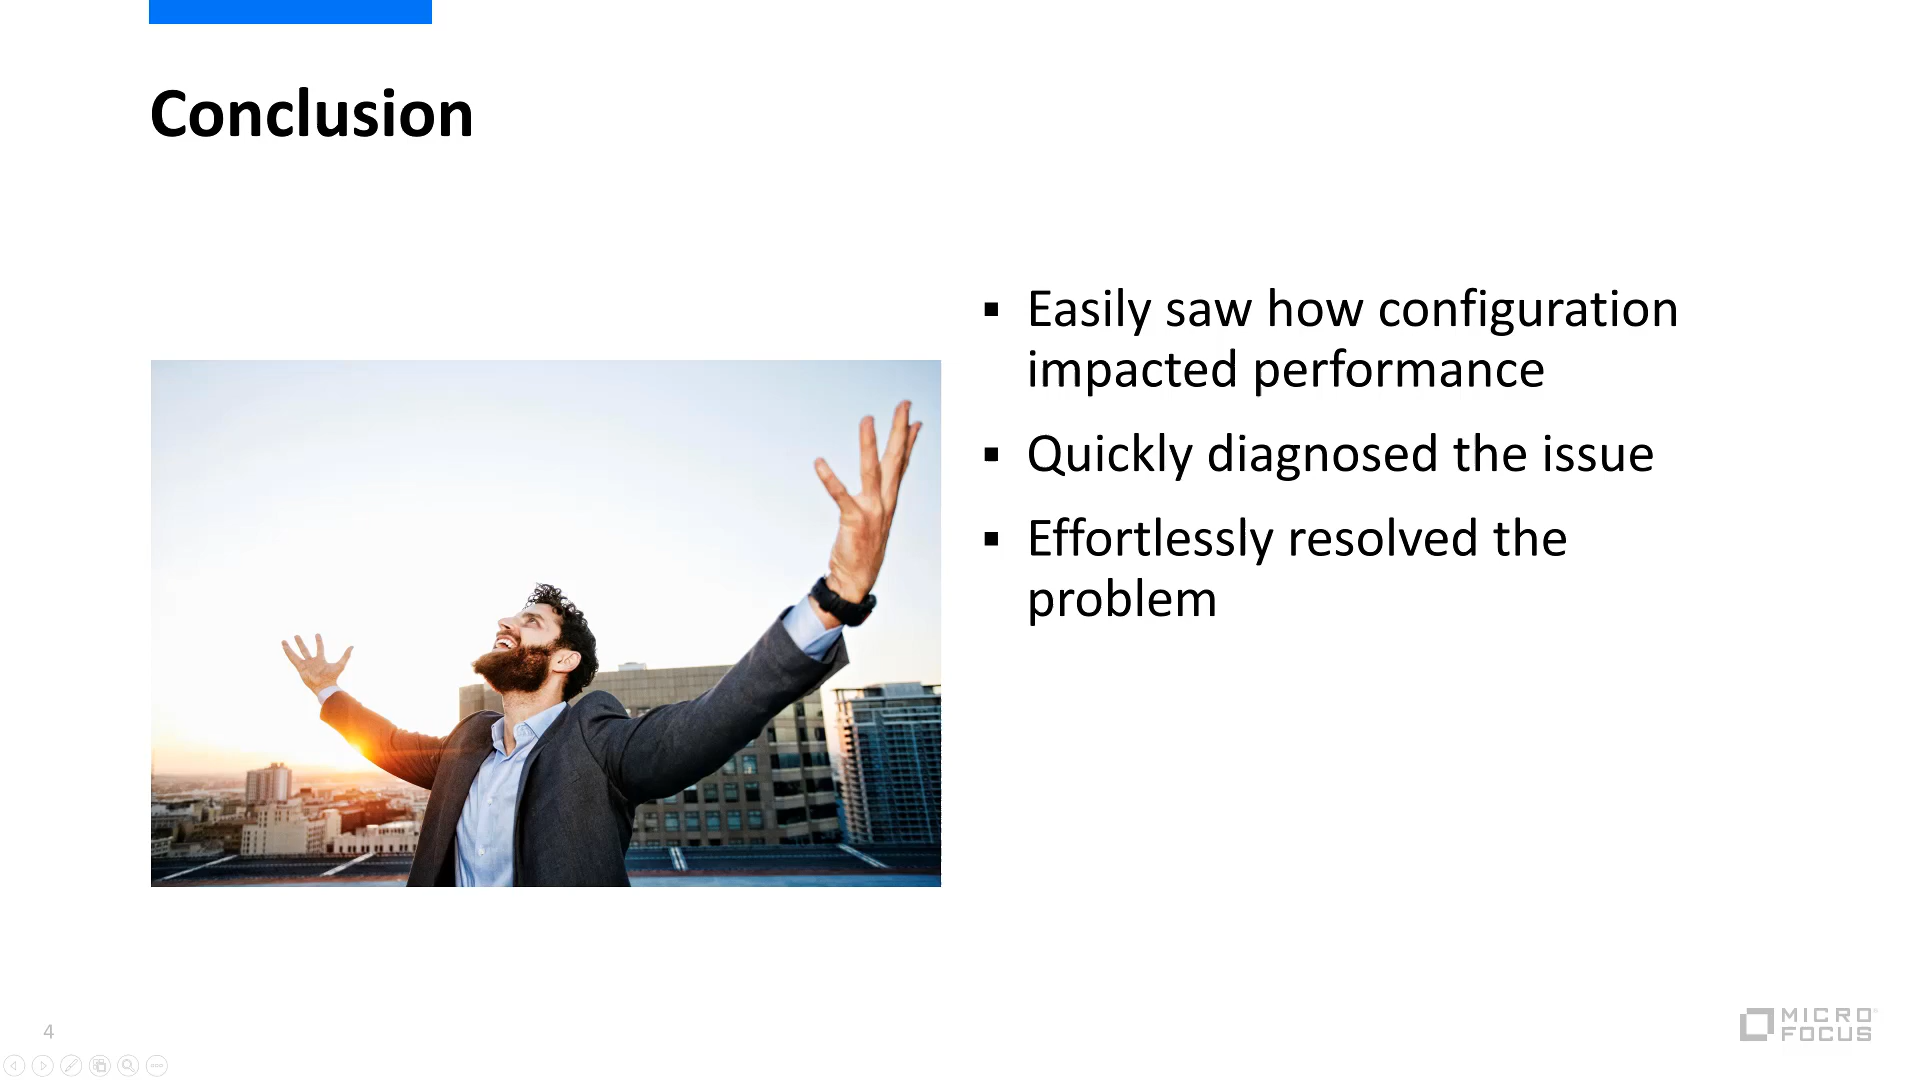 Conclusion
▪ Easily saw how configuration
impacted performance
▪ Quickly diagnosed the issue
▪ Effortlessly resolved the
problem
4
MICRO
FOCUS